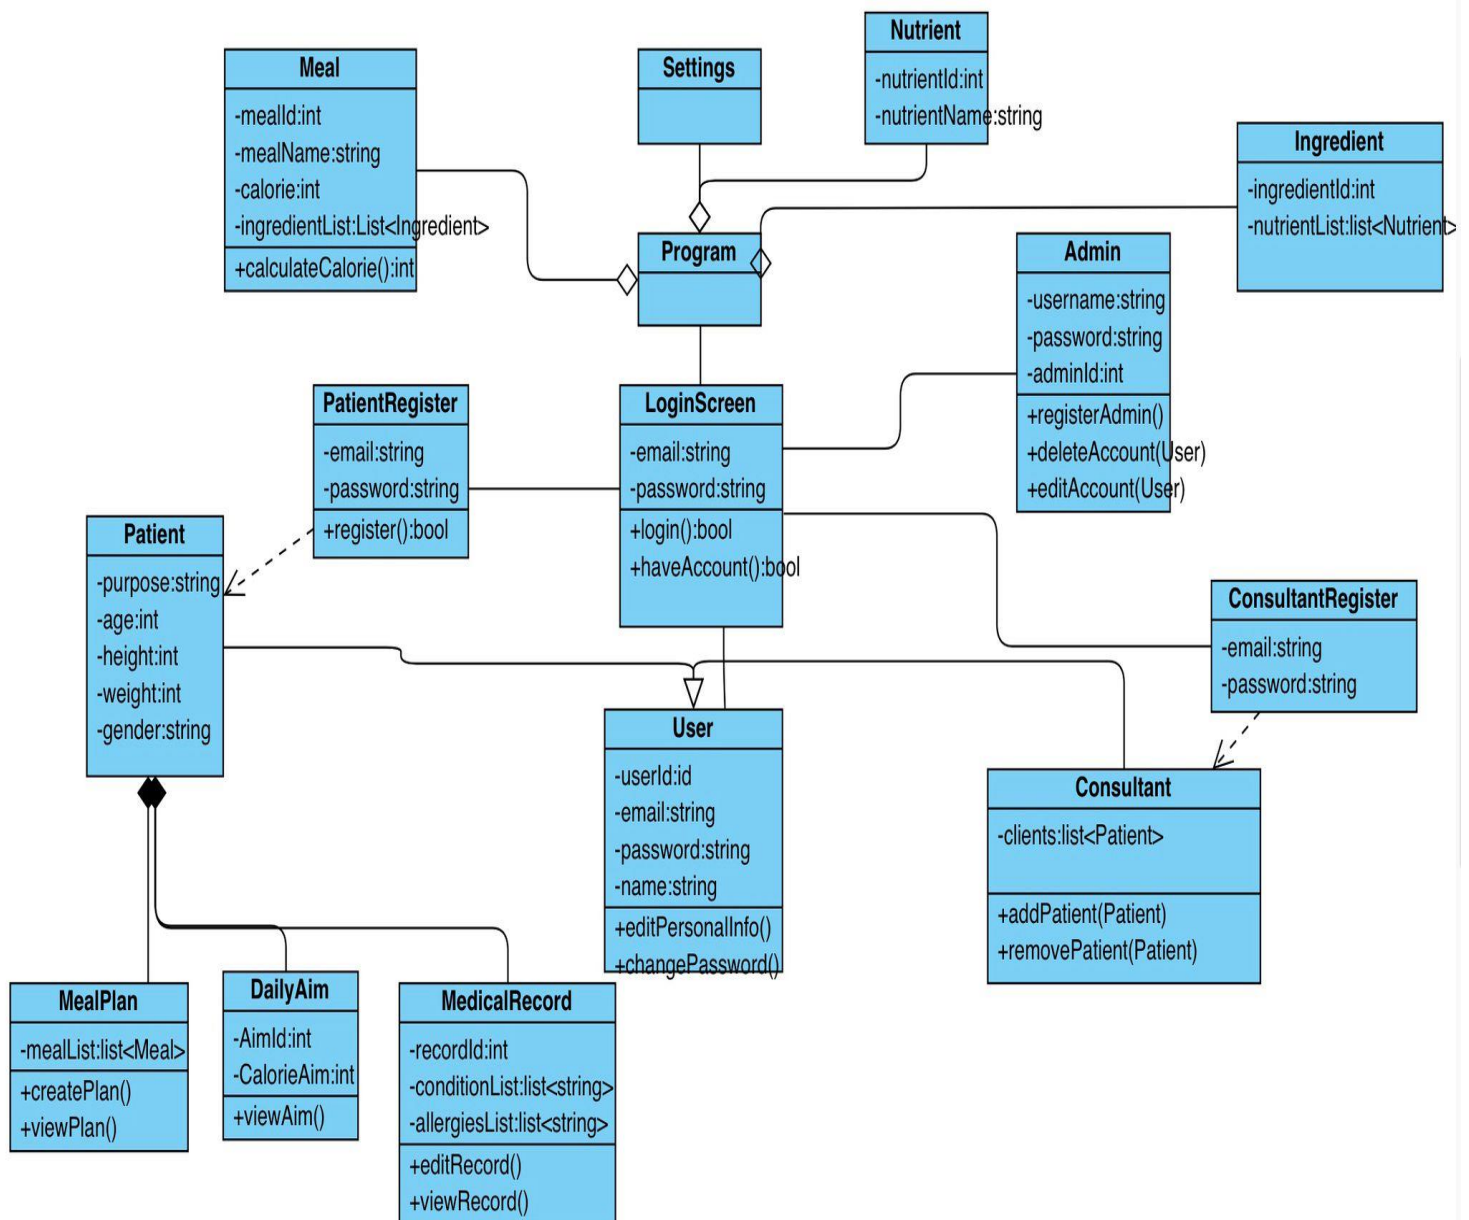 Meal
-mealId:int
-mealName:string
-calorie:int
-ingredientList:List<Ingredient>
+calculateCalorie():int
Settings
Nutrient
-nutrientId:int
-nutrientName:string
Ingredient
-ingredientId:int
-nutrientList:list<Nutrient>
Program
Admin
-username:string
-password:string
-adminId:int
+registerAdmin()
+deleteAccount(User)
+editAccount(User)
PatientRegister
-email:string
-password:string
+register():bool
LoginScreen
-email:string
-password:string
+login():bool
+haveAccount():bool
Patient
-purpose:string
-age:int
-height:int
-weight:int
-gender:string
ConsultantRegister
-email:string
-password:string
User
-userId:id
-email:string
-password:string
-name:string
+editPersonalInfo()
+changePassword()
Consultant
-clients:list<Patient>
+addPatient(Patient)
+removePatient(Patient)
MealPlan
-mealList:list<Meal>
+createPlan()
+viewPlan()
DailyAim
-AimId:int
-CalorieAim:int
+viewAim()
MedicalRecord
-recordId:int
-conditionList:list<string>
-allergiesList:list<string>
+editRecord()
+viewRecord()